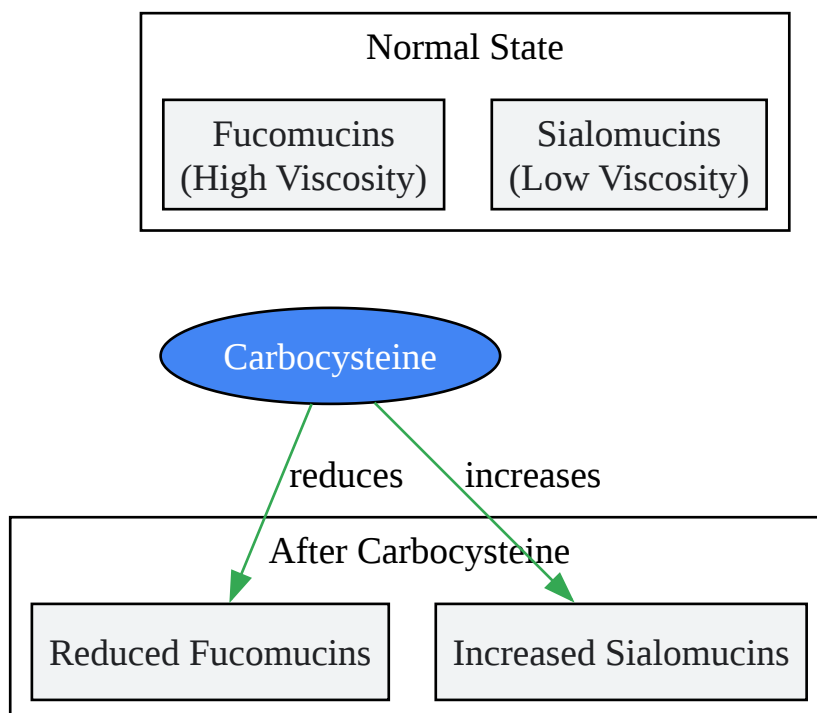 Normal State
Fucomucins
(High Viscosity)
Sialomucins
(Low Viscosity)
Carbocysteine
reduces
increases
After Carbocysteine
Reduced Fucomucins
Increased Sialomucins